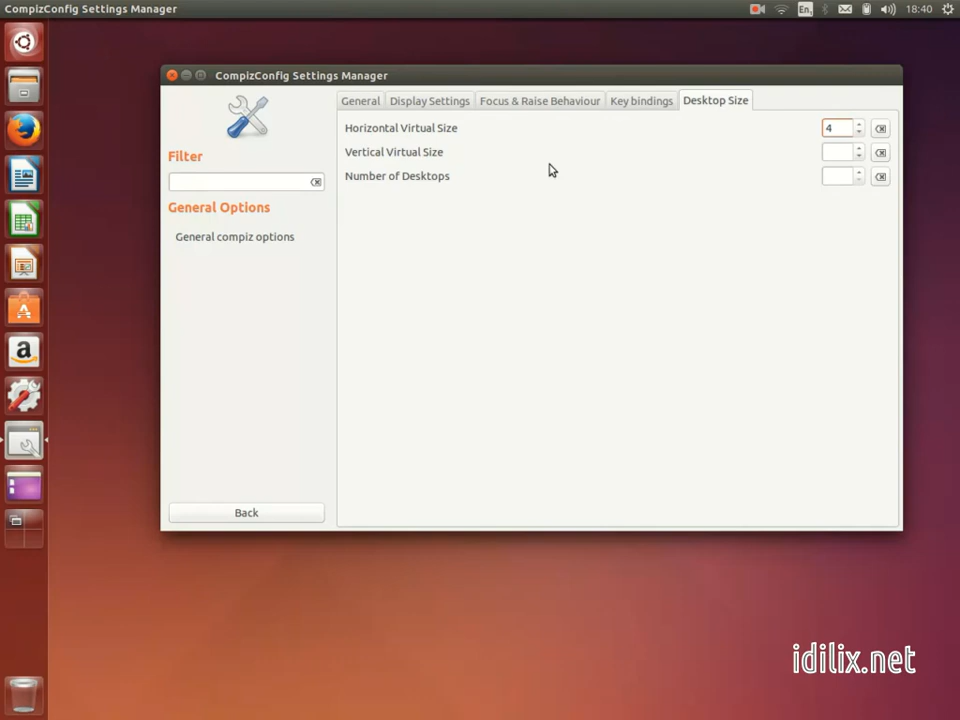 CompizConfig Settings Manager
En
18:40
CompizConfig Settings Manager
General
Display Settings
Focus & Raise Behaviour
Key bindings
Desktop Size
Filter
General Options
General compiz options
Back
Horizontal Virtual Size
4
Vertical Virtual Size
Number of Desktops
a
idilix.net